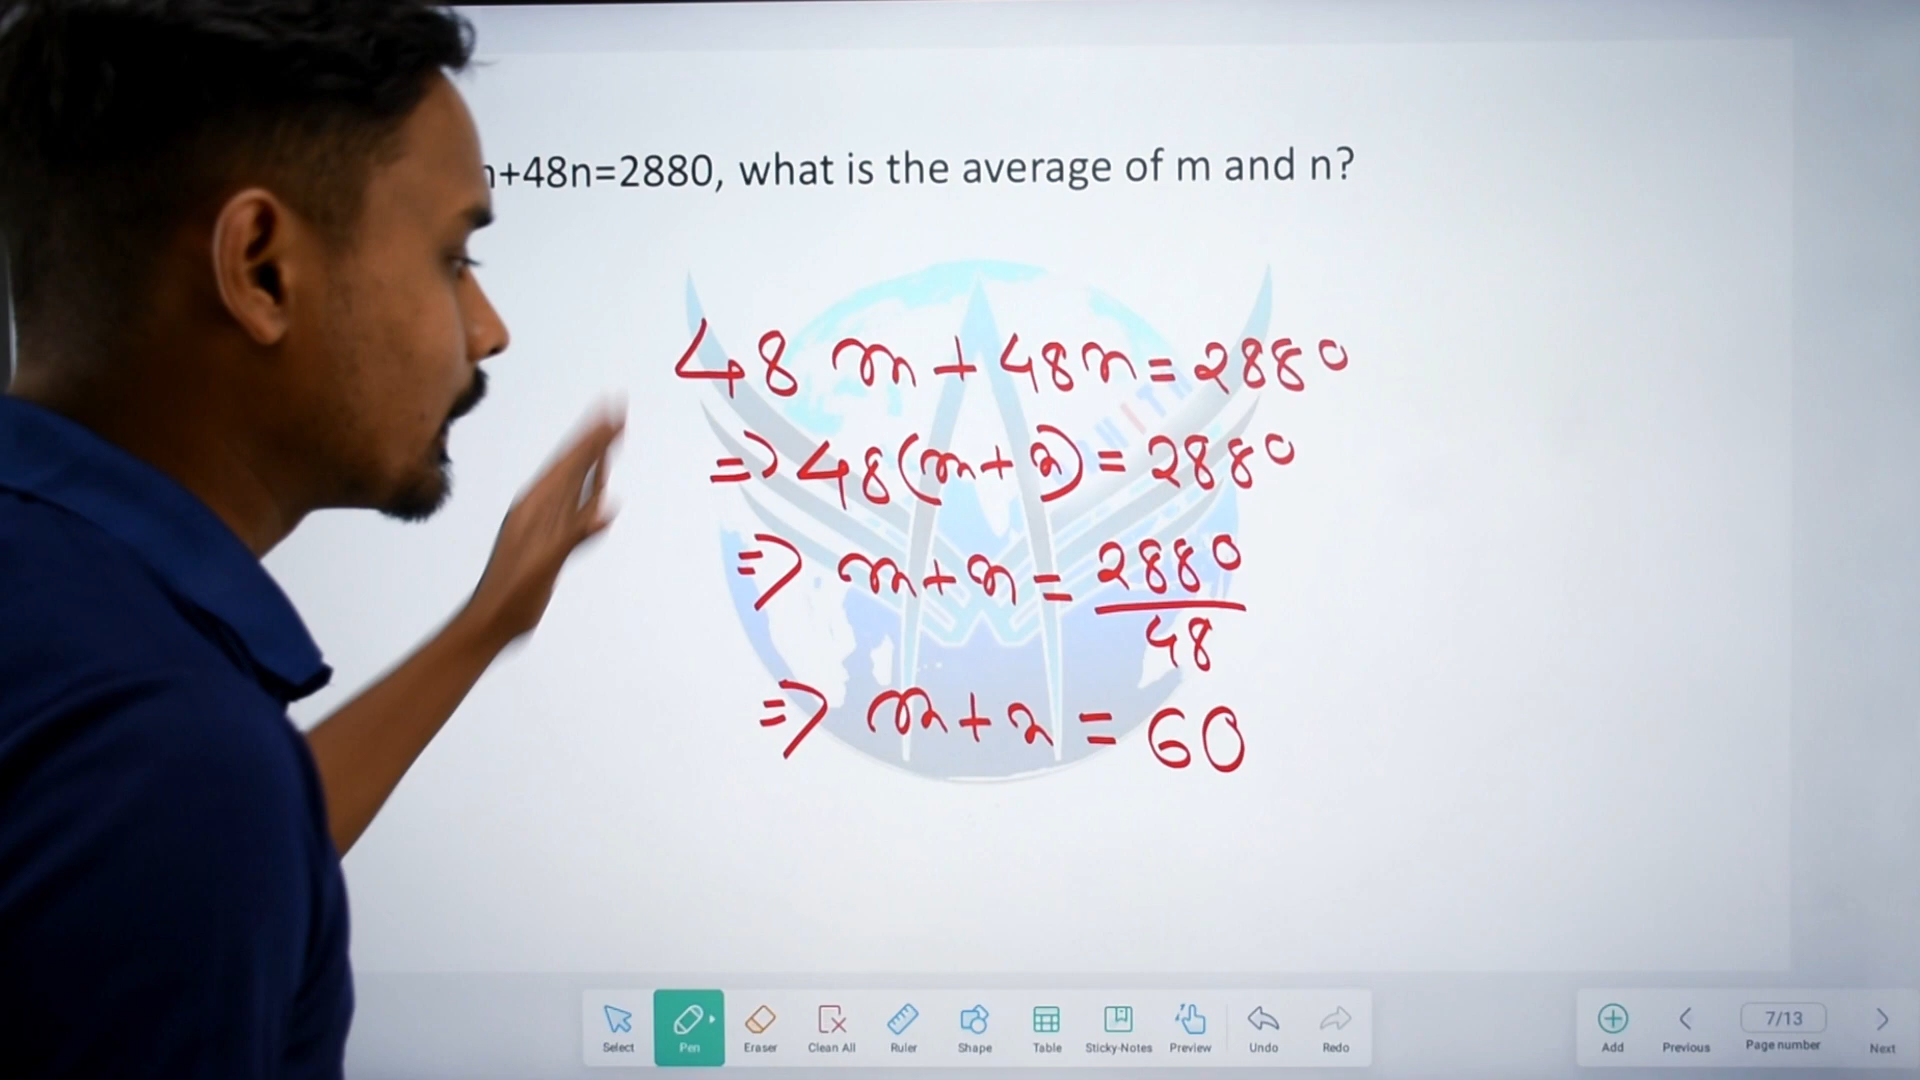 +48n=2880, what is the average of m and n?
48 m + 48n = 2880
=> 48(m+n) = 2880
=> m+n = 2880
48
=> m+n = 60
Select Pen Eraser Clean All Ruler Shape Table Sticky-Notes Preview Undo Redo
Add Previous 7/13 Page number Next